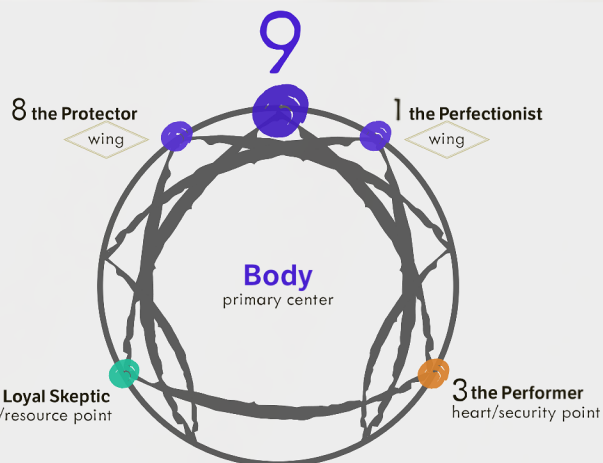 9
8 the Protector
wing
1 the Perfectionist
wing
Body
primary center
Loyal Skeptic
/resource point
3 the Performer
heart/security point